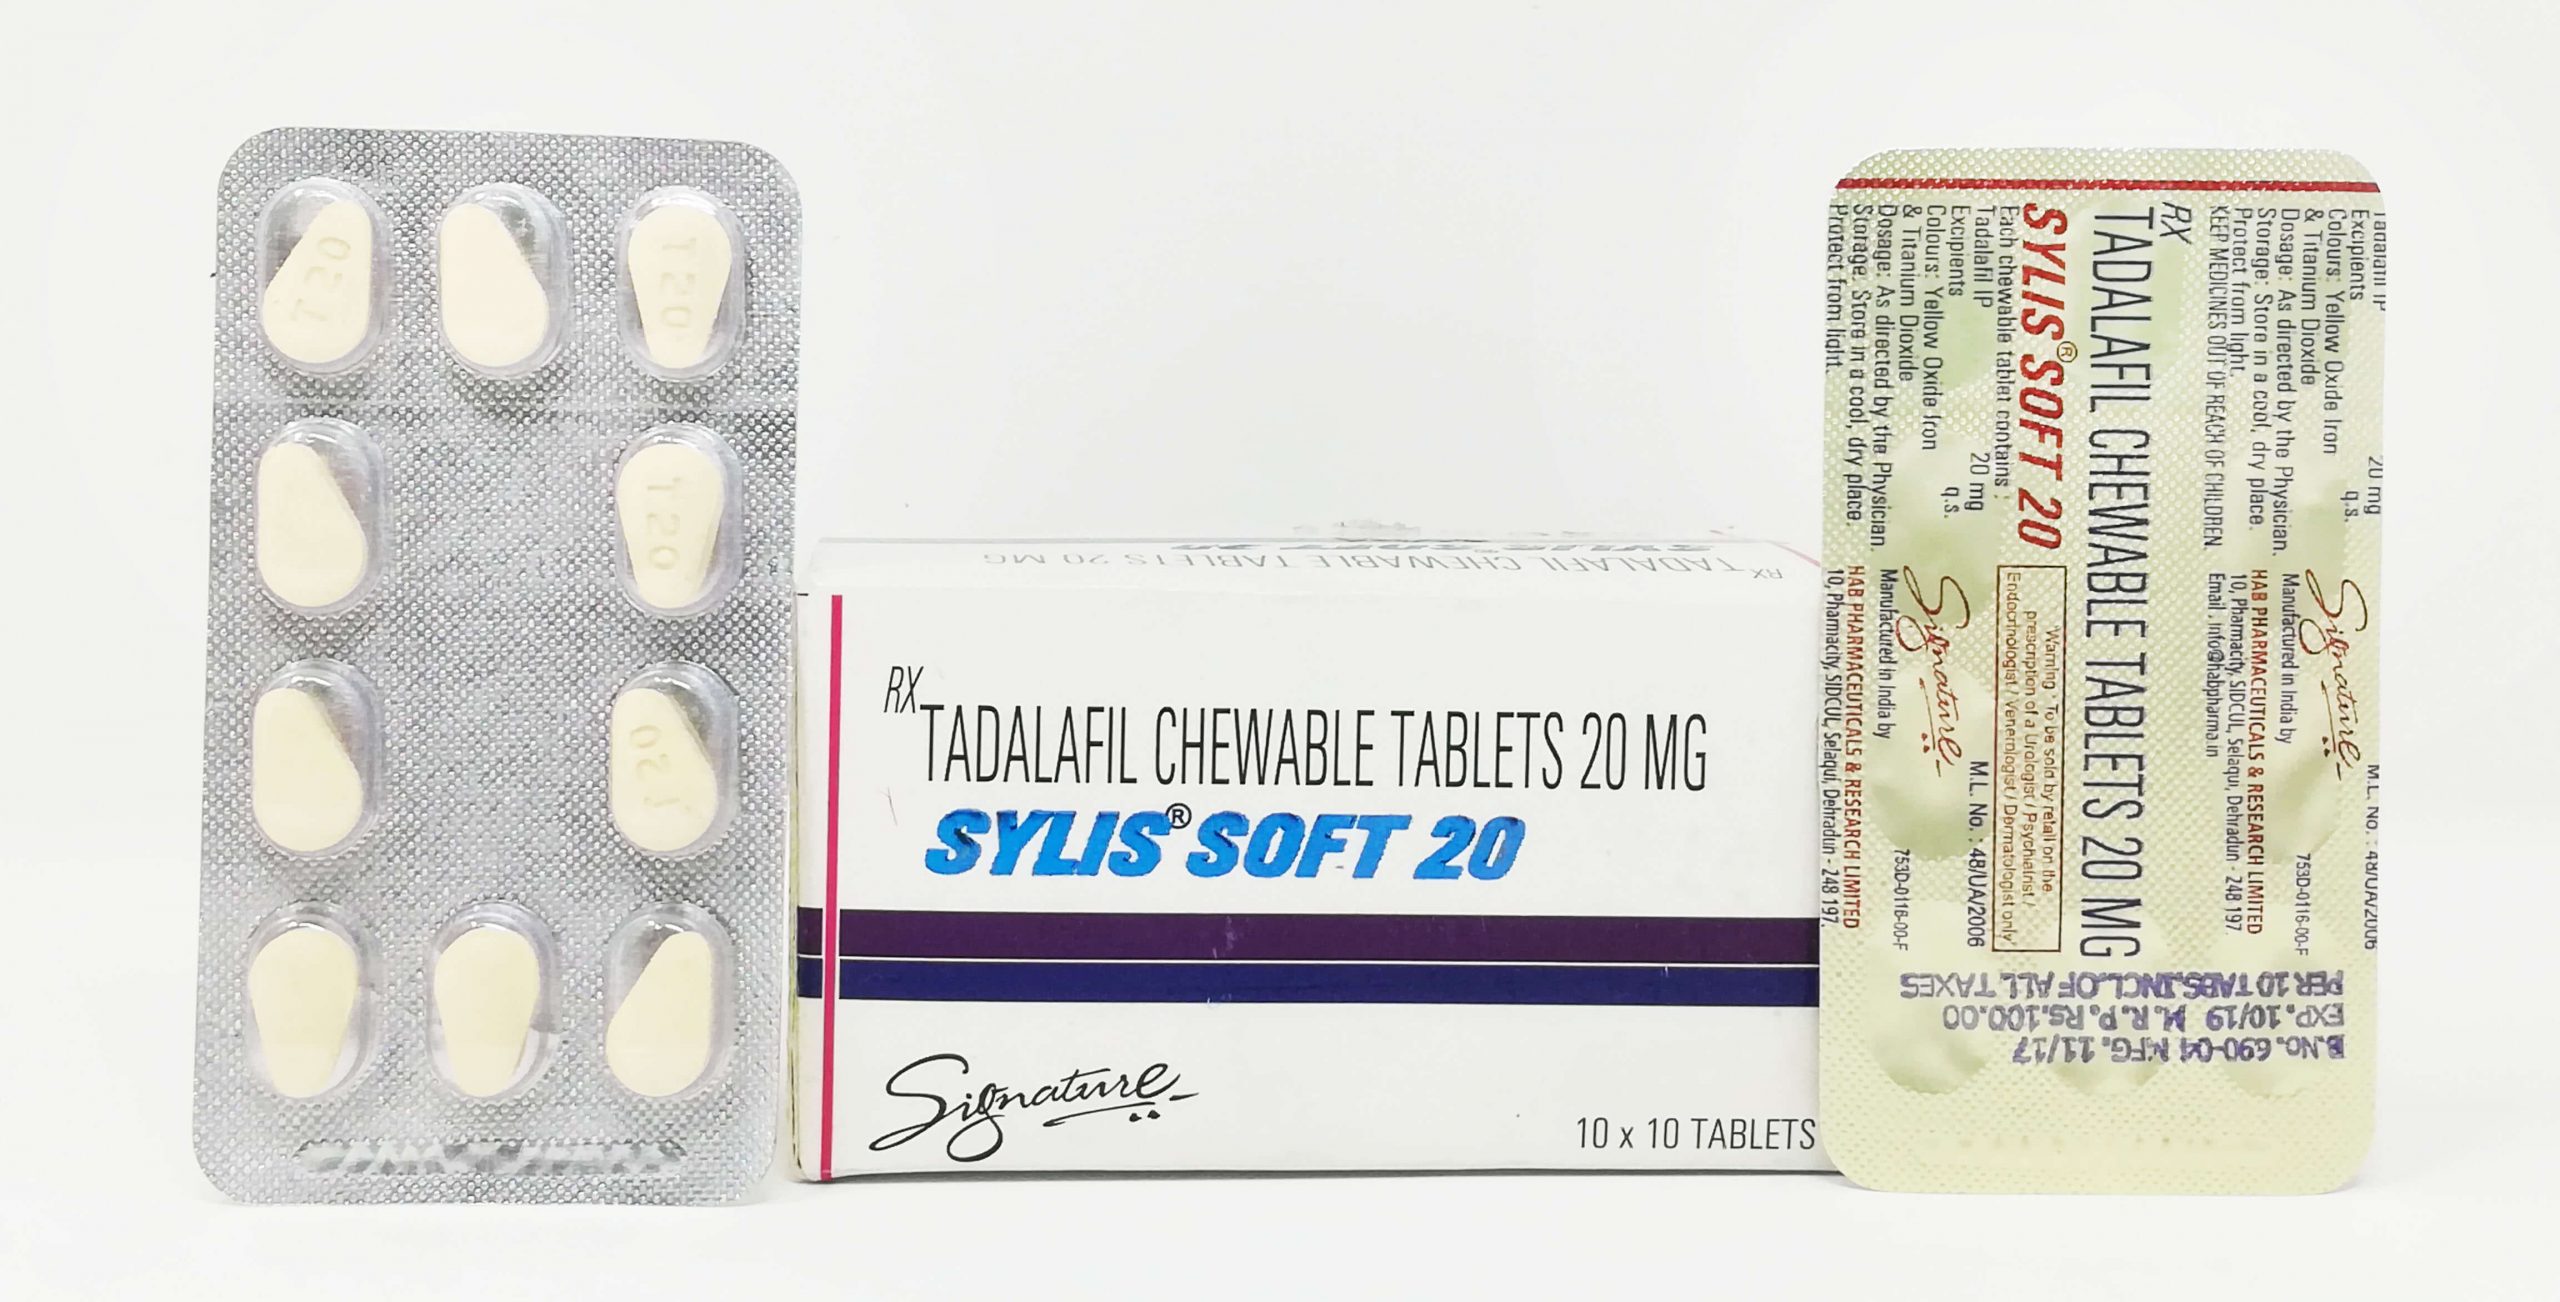 T20
T20
T20
T20
RX TADALAFIL CHEWABLE TABLETS 20 MG
RX
TADALAFIL CHEWABLE TABLETS 20 MG
SYLIS® SOFT 20
Signature
10 x 10 TABLETS
Tadalafil IP 20 mg
Excipients q.s.
Colours: Yellow Oxide Iron
& Titanium Dioxide
Dosage: As directed by the Physician.
Storage: Store in a cool, dry place.
Protect from light.
KEEP MEDICINES OUT OF REACH OF CHILDREN
Signature
M.L. No. : 48/UA/2006
Manufactured in India by
753D-0116-00-F
HAB PHARMACEUTICALS & RESEARCH LIMITED
10, Pharmacity, SIDCUL, Selaqui, Dehradun - 248 197.
Email . info@habpharma.in
RX
TADALAFIL CHEWABLE TABLETS 20 MG
SYLIS® SOFT 20
Warning : To be sold by retail on the
prescription of a Urologist / Psychiatrist /
Endocrinologist / Venerologist / Dermatologist only
Each chewable tablet contains :
Tadalafil IP 20 mg
Excipients q.s.
Colours: Yellow Oxide Iron
& Titanium Dioxide
Dosage: As directed by the Physician.
Storage: Store in a cool, dry place.
Protect from light.
Signature
M.L. No. : 48/UA/2006
Manufactured in India by
753D-0116-00-F
HAB PHARMACEUTICALS & RESEARCH LIMITED
10, Pharmacity, SIDCUL, Selaqui, Dehradun - 248 197.
B.No. 690-04 MFG. 11/17
EXP. 10/19 M.R.P. Rs.100.00
PER 10 TABS.INCL.OF ALL TAXES